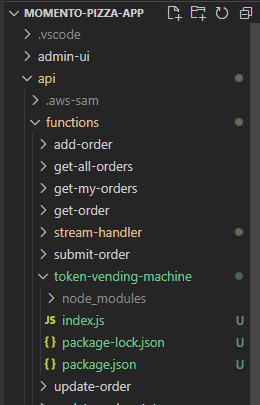 MOMENTO-PIZZA-APP
.vscode
admin-ui
api
.aws-sam
functions
add-order
get-all-orders
get-my-orders
get-order
stream-handler
submit-order
token-vending-machine
node_modules
JS index.js U
{} package-lock.json U
{} package.json U
update-order